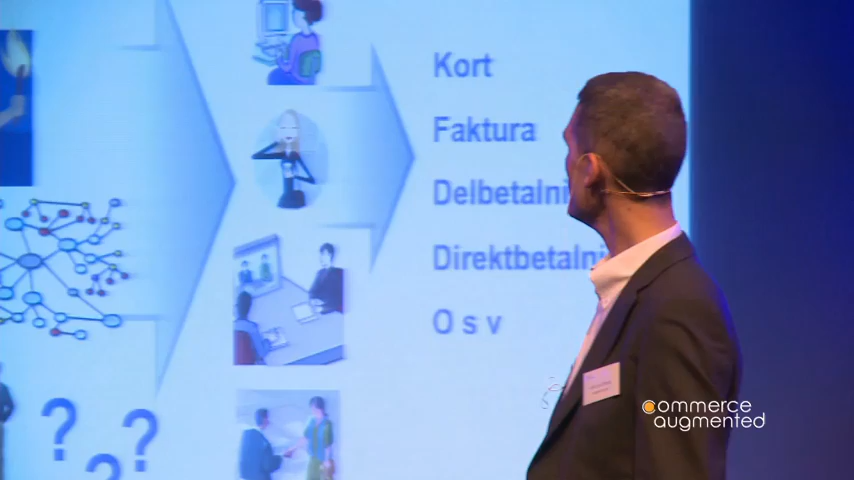 Kort
Faktura
Delbetalni
Direktbetalni
O s v
? ? ?
commerce
augmented